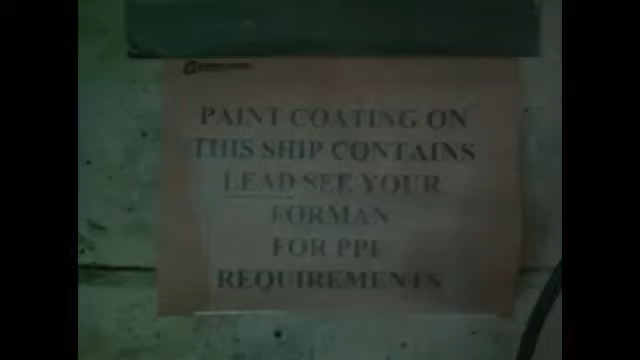 PAINT COATING ON
THIS SHIP CONTAINS
LEAD SEE YOUR
FORMAN
FOR PPE
REQUIREMENTS